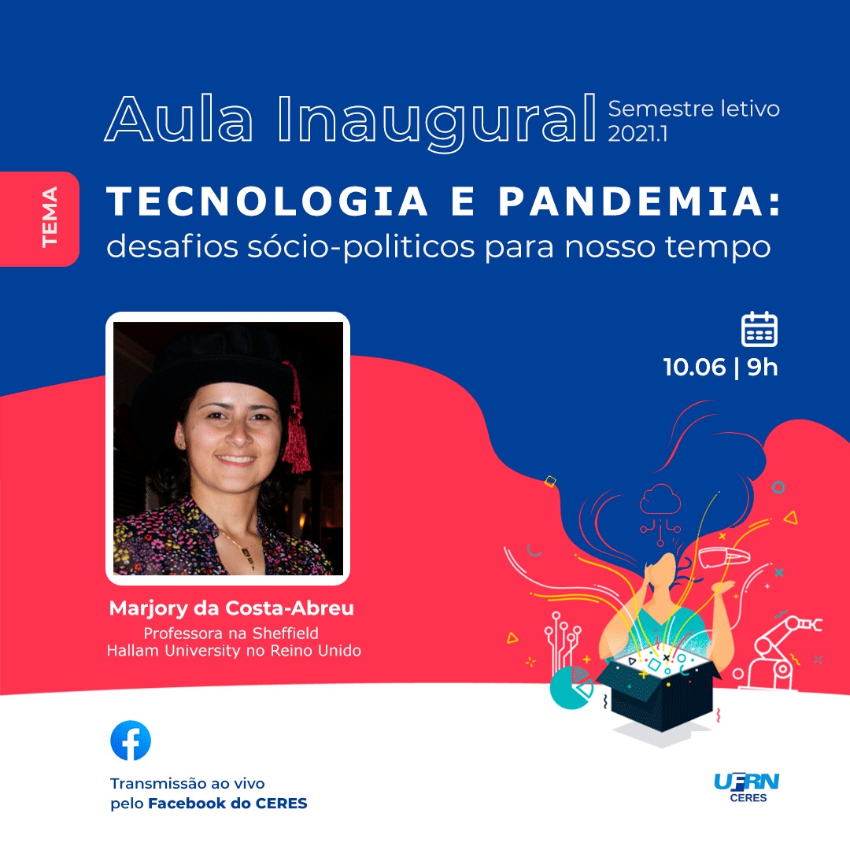 Aula Inaugural
Semestre letivo
2021.1
TEMA
TECNOLOGIA E PANDEMIA:
desafios sócio-politicos para nosso tempo
10.06 | 9h
Marjory da Costa-Abreu
Professora na Sheffield
Hallam University no Reino Unido
Transmissão ao vivo
pelo Facebook do CERES
UFRN
CERES